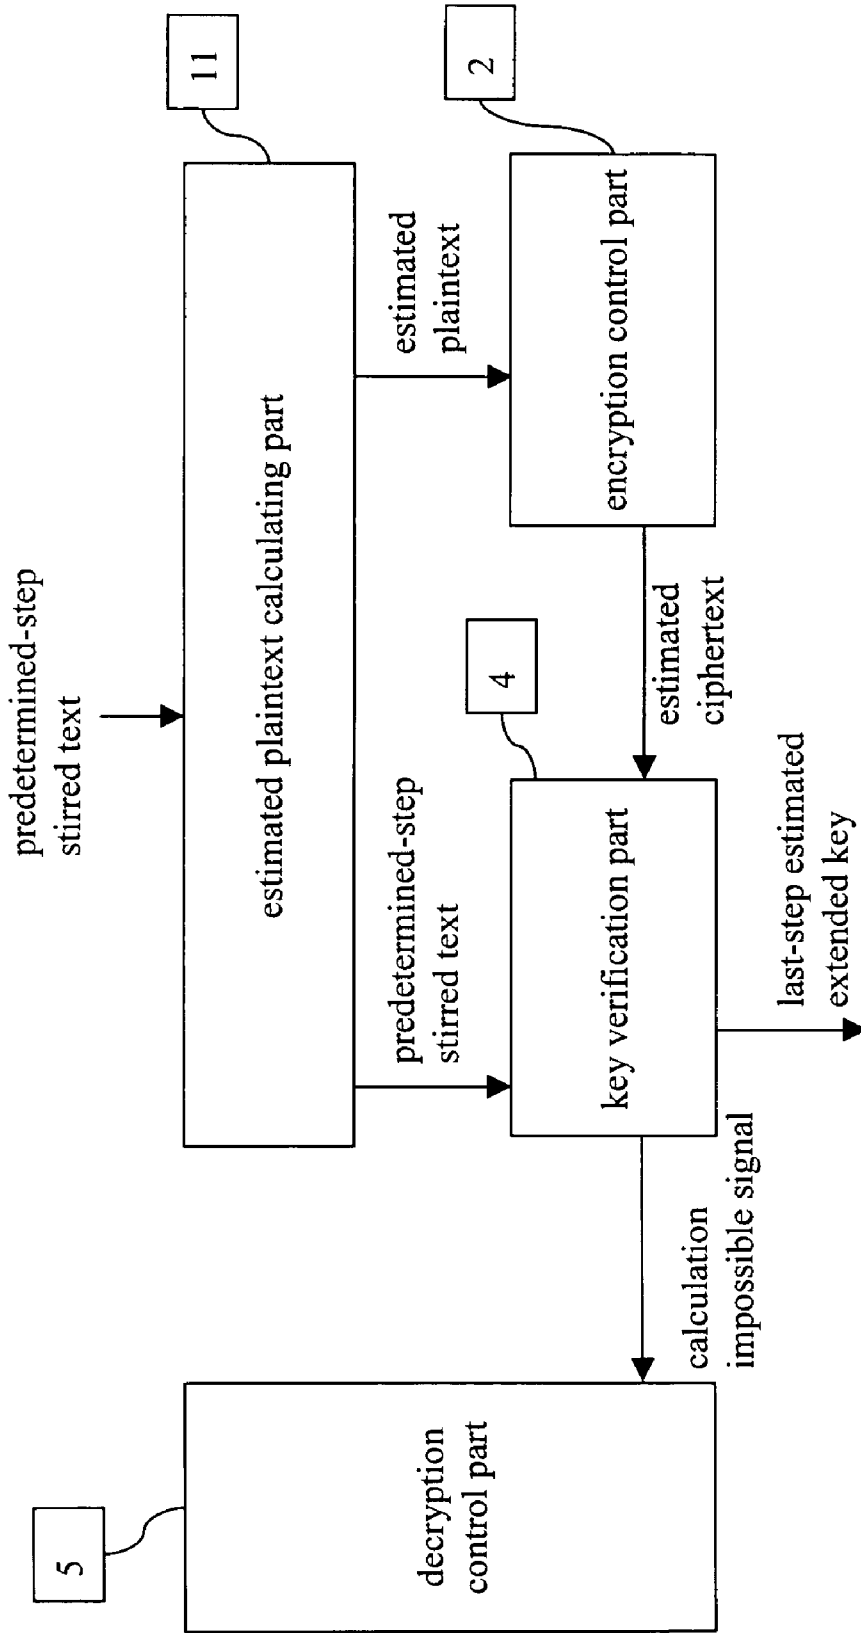 5
decryption
control part
predetermined-step
stirred text
11
estimated plaintext calculating part
predetermined-step
stirred text
estimated
plaintext
4
2
key verification part
encryption control part
estimated
ciphertext
calculation
impossible signal
last-step estimated
extended key